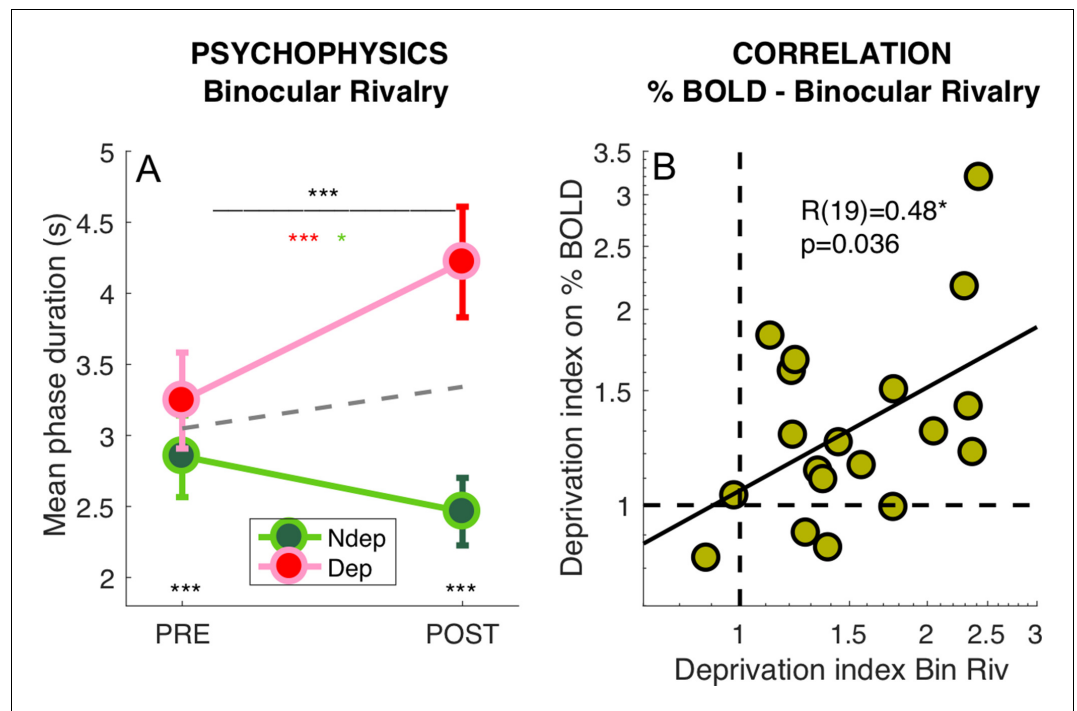 PSYCHOPHYSICS
Binocular Rivalry
A
Mean phase duration (s)
5
4.5
4
3.5
3
2.5
2
***
*** *
Ndep
Dep
*** ***
PRE POST
CORRELATION
% BOLD - Binocular Rivalry
B
Deprivation index on % BOLD
3.5
3
2.5
2
1.5
1
R(19)=0.48*
p=0.036
1 1.5 2 2.5 3
Deprivation index Bin Riv